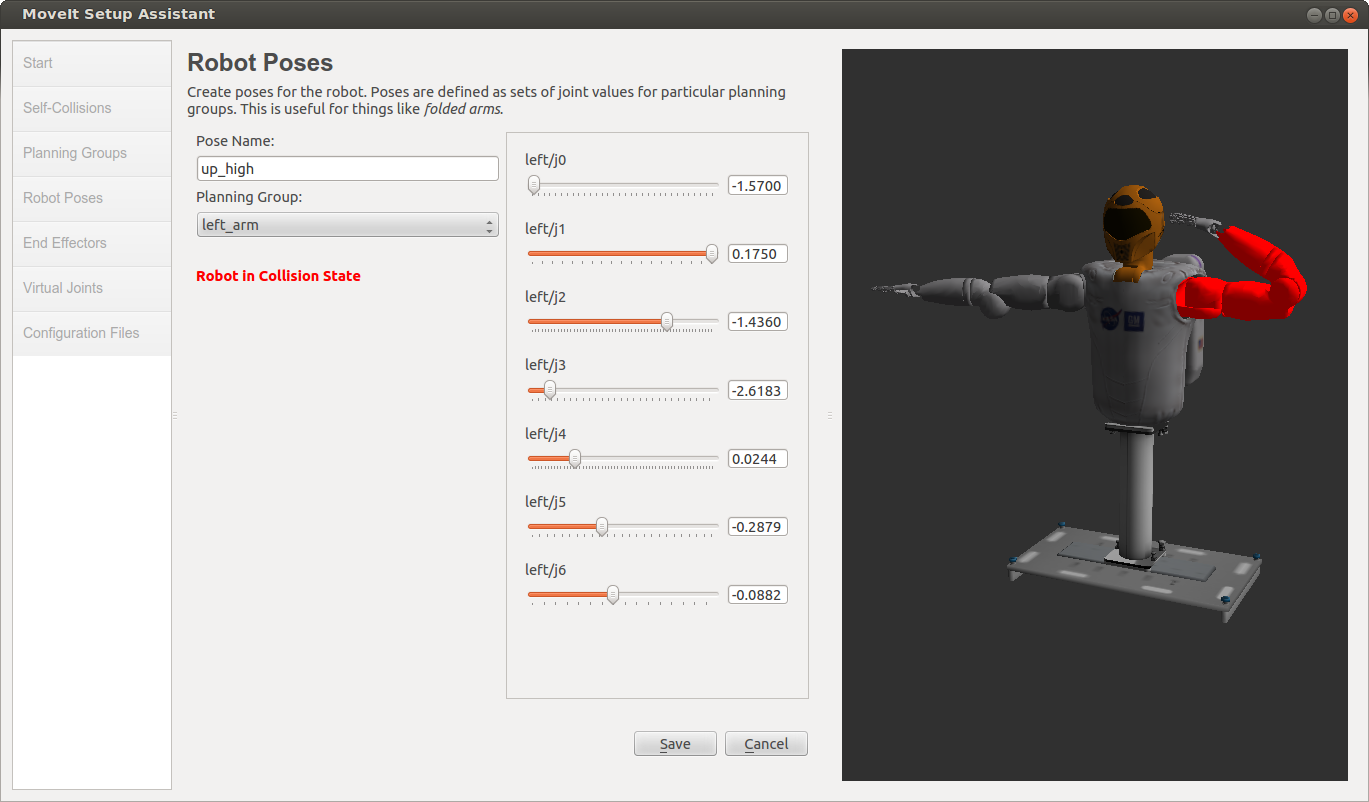 MoveIt Setup Assistant
Start
Self-Collisions
Planning Groups
Robot Poses
End Effectors
Virtual Joints
Configuration Files
Robot Poses
Create poses for the robot. Poses are defined as sets of joint values for particular planning
groups. This is useful for things like folded arms.
Pose Name:
up_high
Planning Group:
left_arm
Robot in Collision State
left/j0
-1.5700
left/j1
0.1750
left/j2
-1.4360
left/j3
-2.6183
left/j4
0.0244
left/j5
-0.2879
left/j6
-0.0882
Save
Cancel
NASA
GM